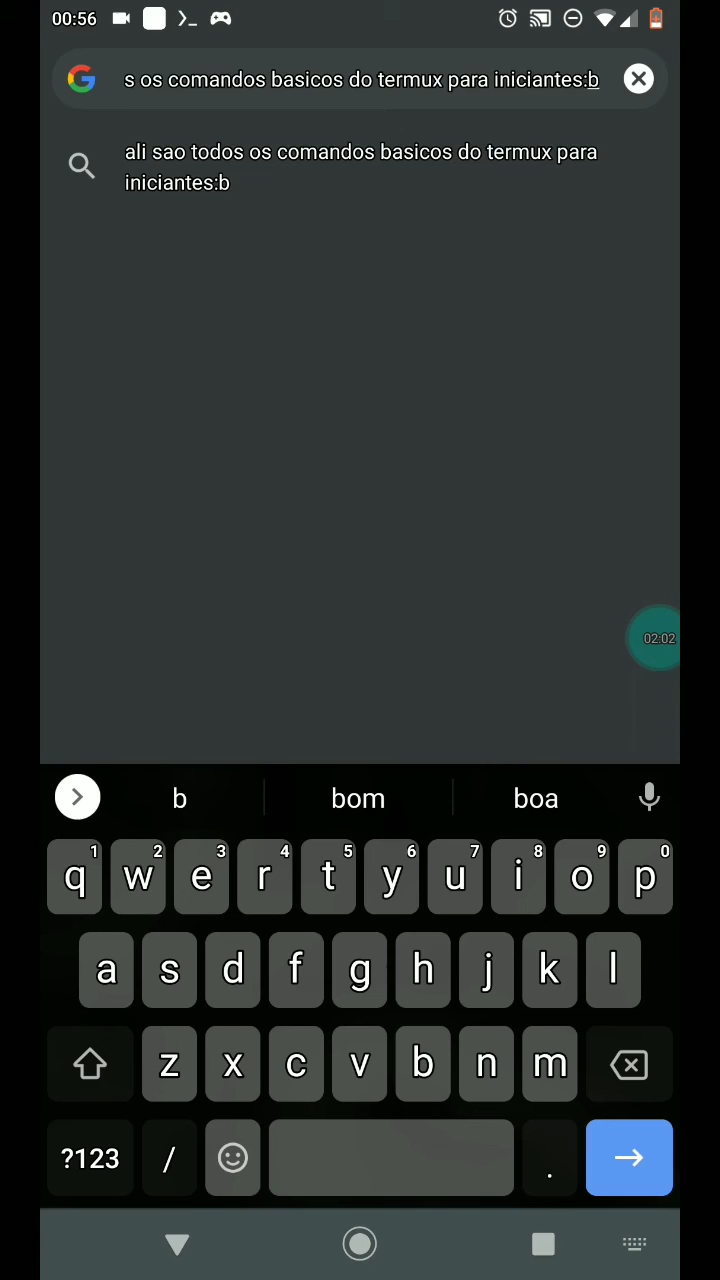 00:56
s os comandos basicos do termux para iniciantes:b
ali sao todos os comandos basicos do termux para
iniciantes:b
02:02
b bom boa
1 2 3 4 5 6 7 8 9 0
q w e r t y u i o p
a s d f g h j k l
z x c v b n m
?123 / .